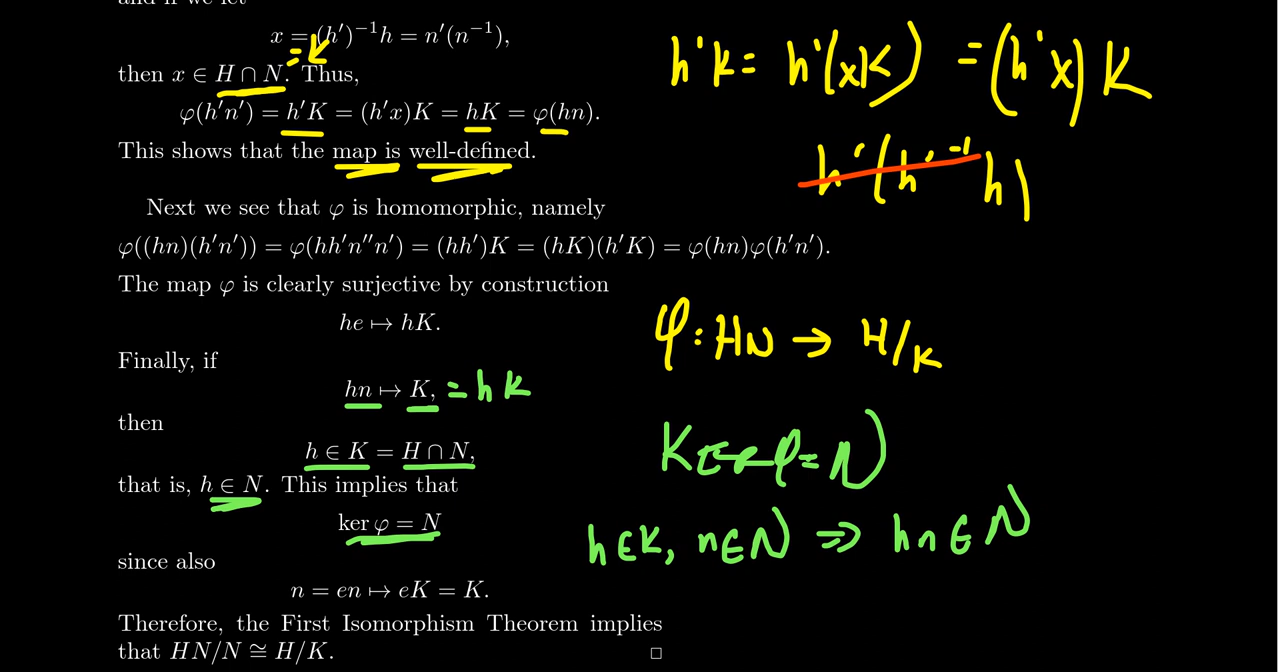 and if we let
x = (h′)⁻¹h = n′(n⁻¹),
= K
then x ∈ H ∩ N. Thus,
φ(h′n′) = h′K = (h′x)K = hK = φ(hn).
This shows that the map is well-defined.
Next we see that φ is homomorphic, namely
φ((hn)(h′n′)) = φ(hh′n″n′) = (hh′)K = (hK)(h′K) = φ(hn)φ(h′n′).
The map φ is clearly surjective by construction
he ↦ hK.
Finally, if
hn ↦ K, = hK
then
h ∈ K = H ∩ N,
that is, h ∈ N. This implies that
ker φ = N
since also
n = en ↦ eK = K.
Therefore, the First Isomorphism Theorem implies
that HN/N ≅ H/K. □
h′K = h′(xK) = (h′x)K
h′(h′⁻¹h)
φ: HN → H/K
Ker φ = N
h∈K, n∈N ⇒ hn ∈ N